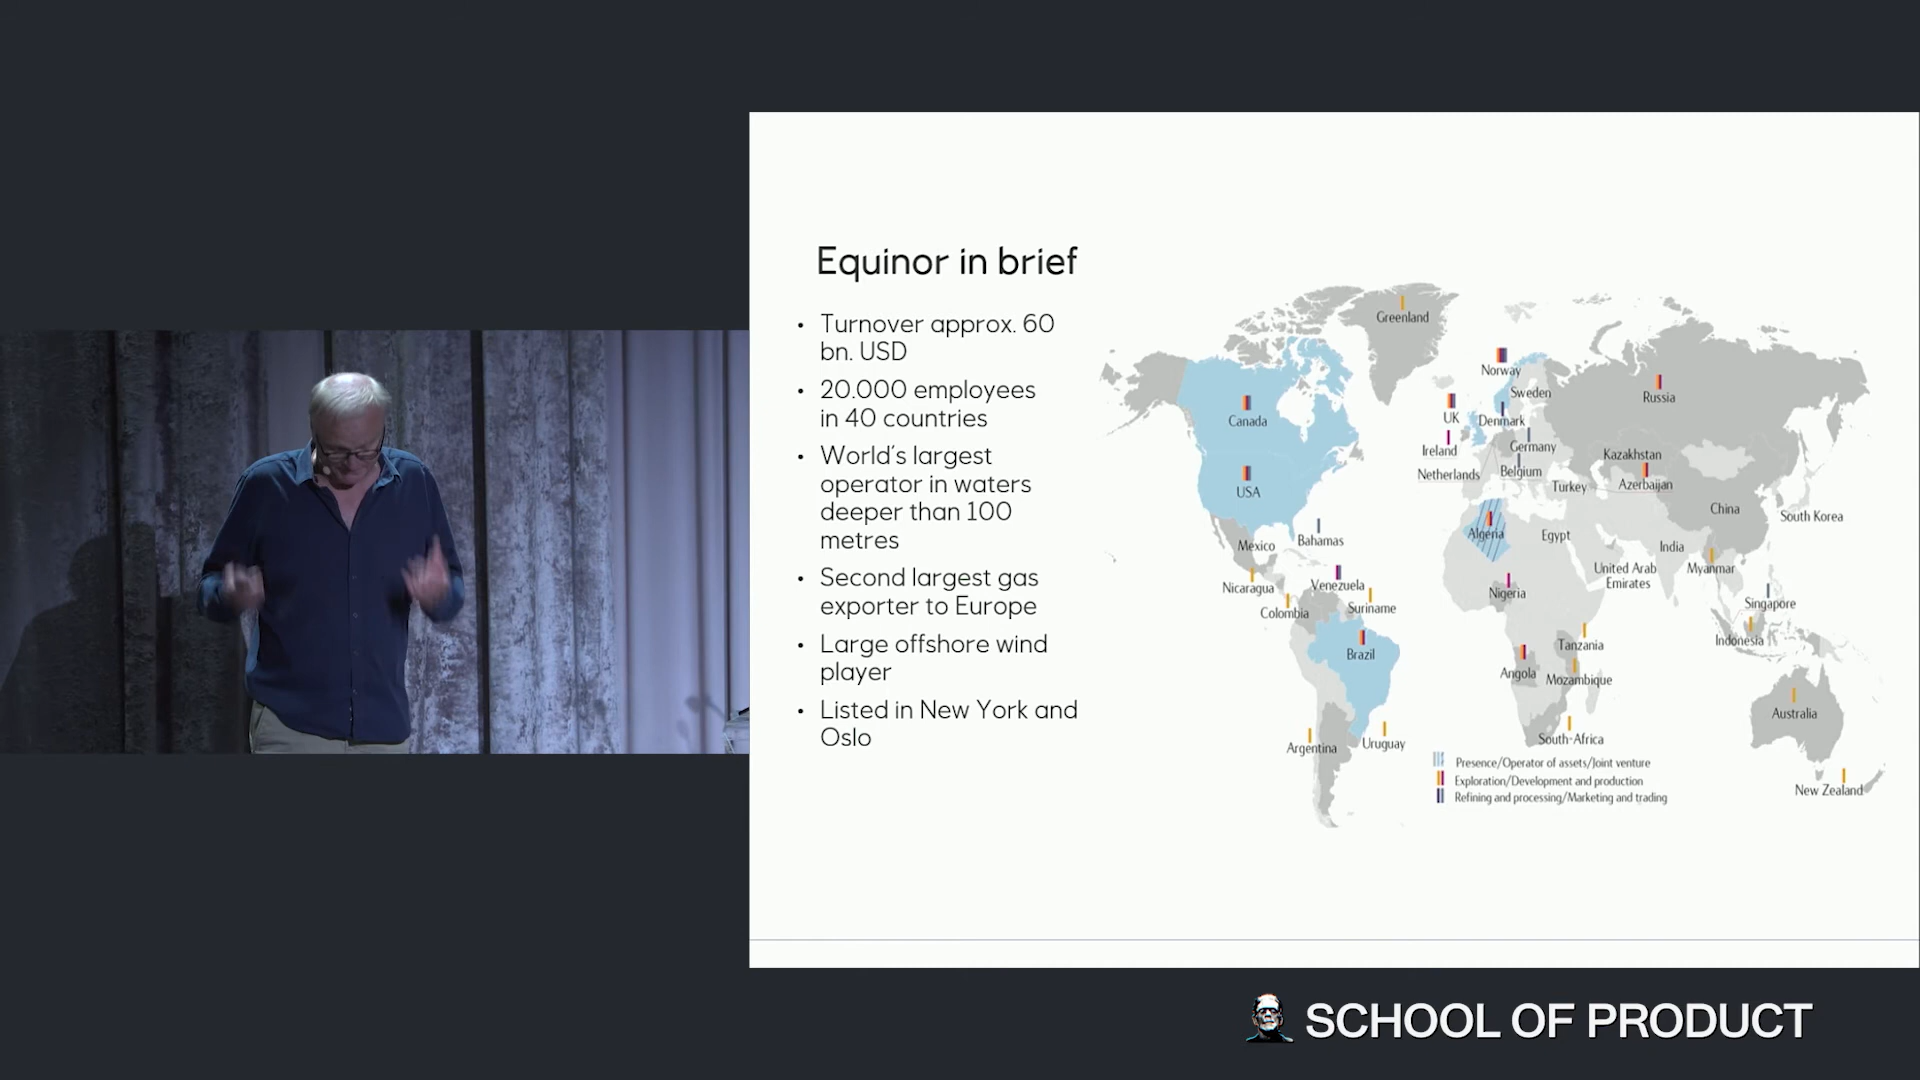 Equinor in brief
• Turnover approx. 60
bn. USD
• 20.000 employees
in 40 countries
• World's largest
operator in waters
deeper than 100
metres
• Second largest gas
exporter to Europe
• Large offshore wind
player
• Listed in New York and
Oslo
Greenland
Norway
Sweden
Russia
Canada
UK
Denmark
Ireland
Germany
Kazakhstan
Netherlands
Belgium
USA
Turkey
Azerbaijan
China
South Korea
Algeria
Egypt
Bahamas
Mexico
India
Myanmar
United Arab
Emirates
Nicaragua
Venezuela
Nigeria
Singapore
Colombia
Suriname
Indonesia
Tanzania
Brazil
Angola
Mozambique
Australia
South-Africa
Argentina
Uruguay
New Zealand
Presence/Operator of assets/Joint venture
Exploration/Development and production
Refining and processing/Marketing and trading
SCHOOL OF PRODUCT